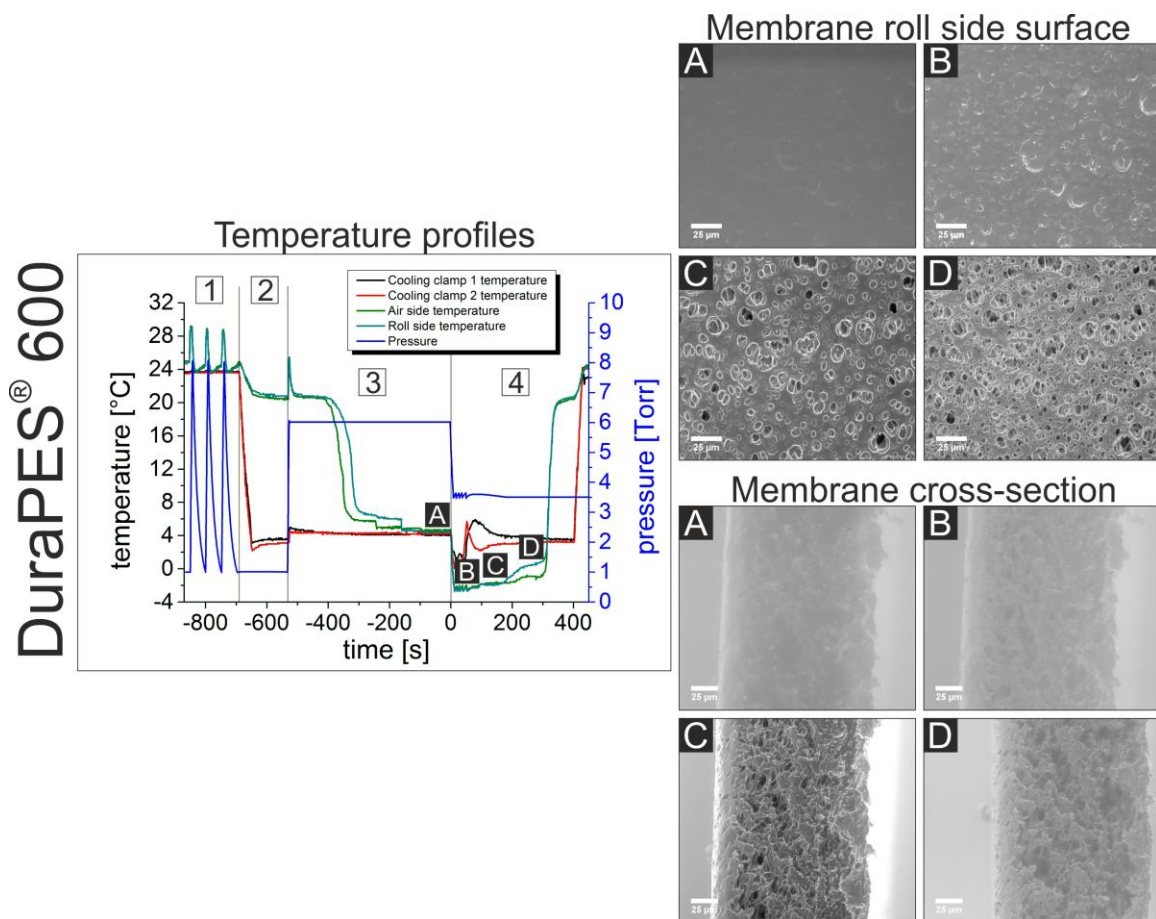 DuraPES® 600
Temperature profiles
1
2
3
4
Cooling clamp 1 temperature
Cooling clamp 2 temperature
Air side temperature
Roll side temperature
Pressure
temperature [°C]
32
28
24
20
16
12
8
4
0
-4
A
B
C
D
-800
-600
-400
-200
0
200
400
time [s]
10
9
8
7
6
5
4
3
2
1
0
pressure [Torr]
Membrane roll side surface
A
25 µm
B
25 µm
C
25 µm
D
25 µm
Membrane cross-section
A
25 µm
B
25 µm
C
25 µm
D
25 µm